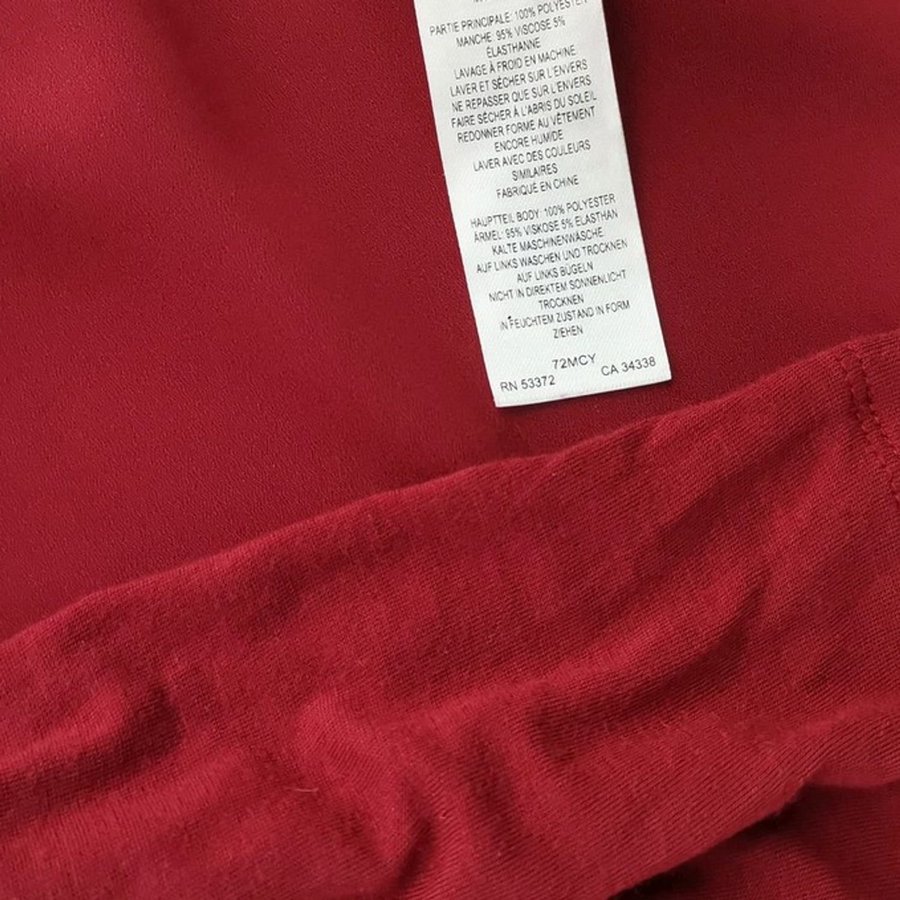 PARTIE PRINCIPALE: 100% POLYESTER
MANCHE: 95% VISCOSE 5%
ÉLASTHANNE
LAVAGE À FROID EN MACHINE
LAVER ET SÉCHER SUR L'ENVERS
NE REPASSER QUE SUR L'ENVERS
FAIRE SÉCHER À L'ABRIS DU SOLEIL
REDONNER FORME AU VÊTEMENT
ENCORE HUMIDE
LAVER AVEC DES COULEURS
SIMILAIRES
FABRIQUÉ EN CHINE
HAUPTTEIL BODY: 100% POLYESTER
ÄRMEL: 95% VISKOSE 5% ELASTHAN
KALTE MASCHINENWÄSCHE
AUF LINKS WASCHEN UND TROCKNEN
AUF LINKS BÜGELN
NICHT IN DIREKTEM SONNENLICHT
TROCKNEN
IN FEUCHTEM ZUSTAND IN FORM
ZIEHEN
72MCY
RN 53372 CA 34338